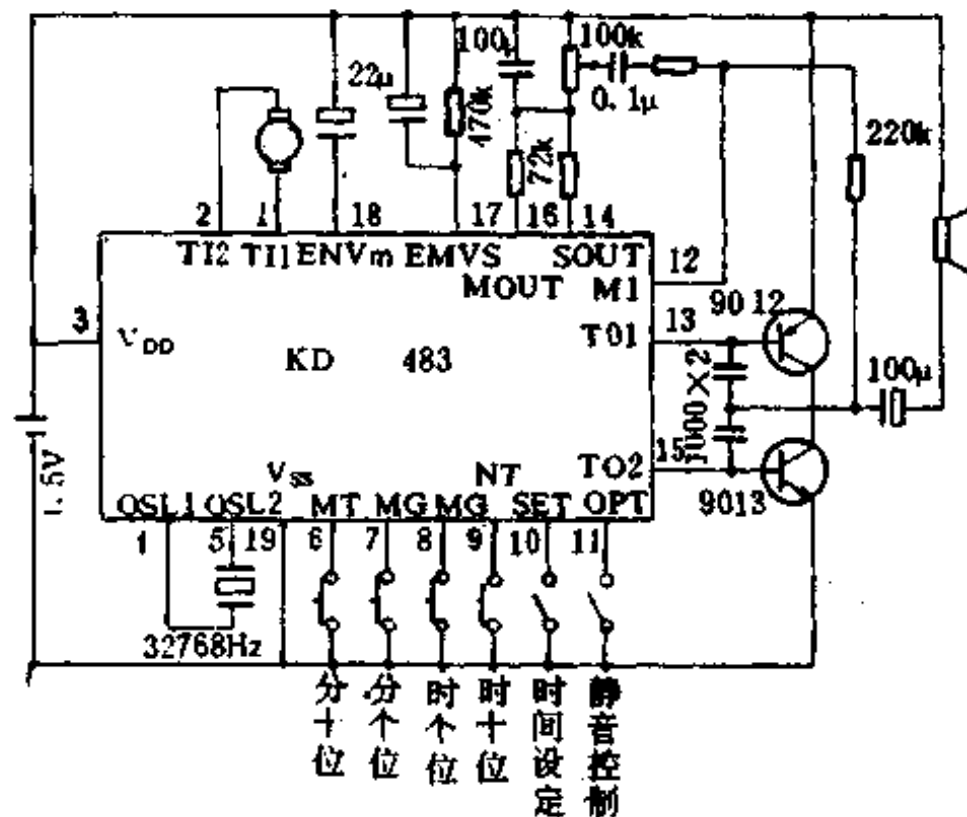 100μ
100k
22μ
470k
0.1μ
72k
220k
2
1
18
17
16
14
TI2
TI1
ENVm
EMVS
SOUT
12
MOUT
M1
3
9012
13
V_DD
TO1
KD
483
1000×2
100μ
1.5V
V_SS
NT
15
TO2
OSL1
OSL2
MT
MG
MG
SET
OPT
9013
1
5
19
6
7
8
9
10
11
32768Hz
分十位
分个位
时个位
时十位
时间设定
静音控制